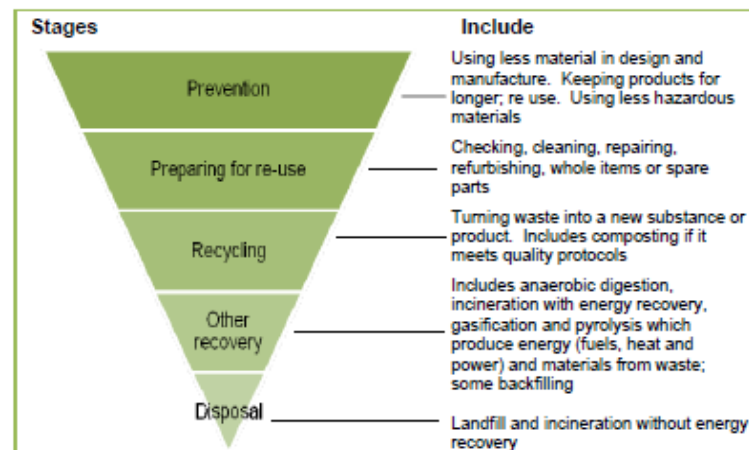 Stages
Include
Prevention
Using less material in design and
manufacture. Keeping products for
longer; re use. Using less hazardous
materials
Preparing for re-use
Checking, cleaning, repairing,
refurbishing, whole items or spare
parts
Recycling
Turning waste into a new substance or
product. Includes composting if it
meets quality protocols
Other
recovery
Includes anaerobic digestion,
incineration with energy recovery,
gasification and pyrolysis which
produce energy (fuels, heat and
power) and materials from waste;
some backfilling
Disposal
Landfill and incineration without energy
recovery